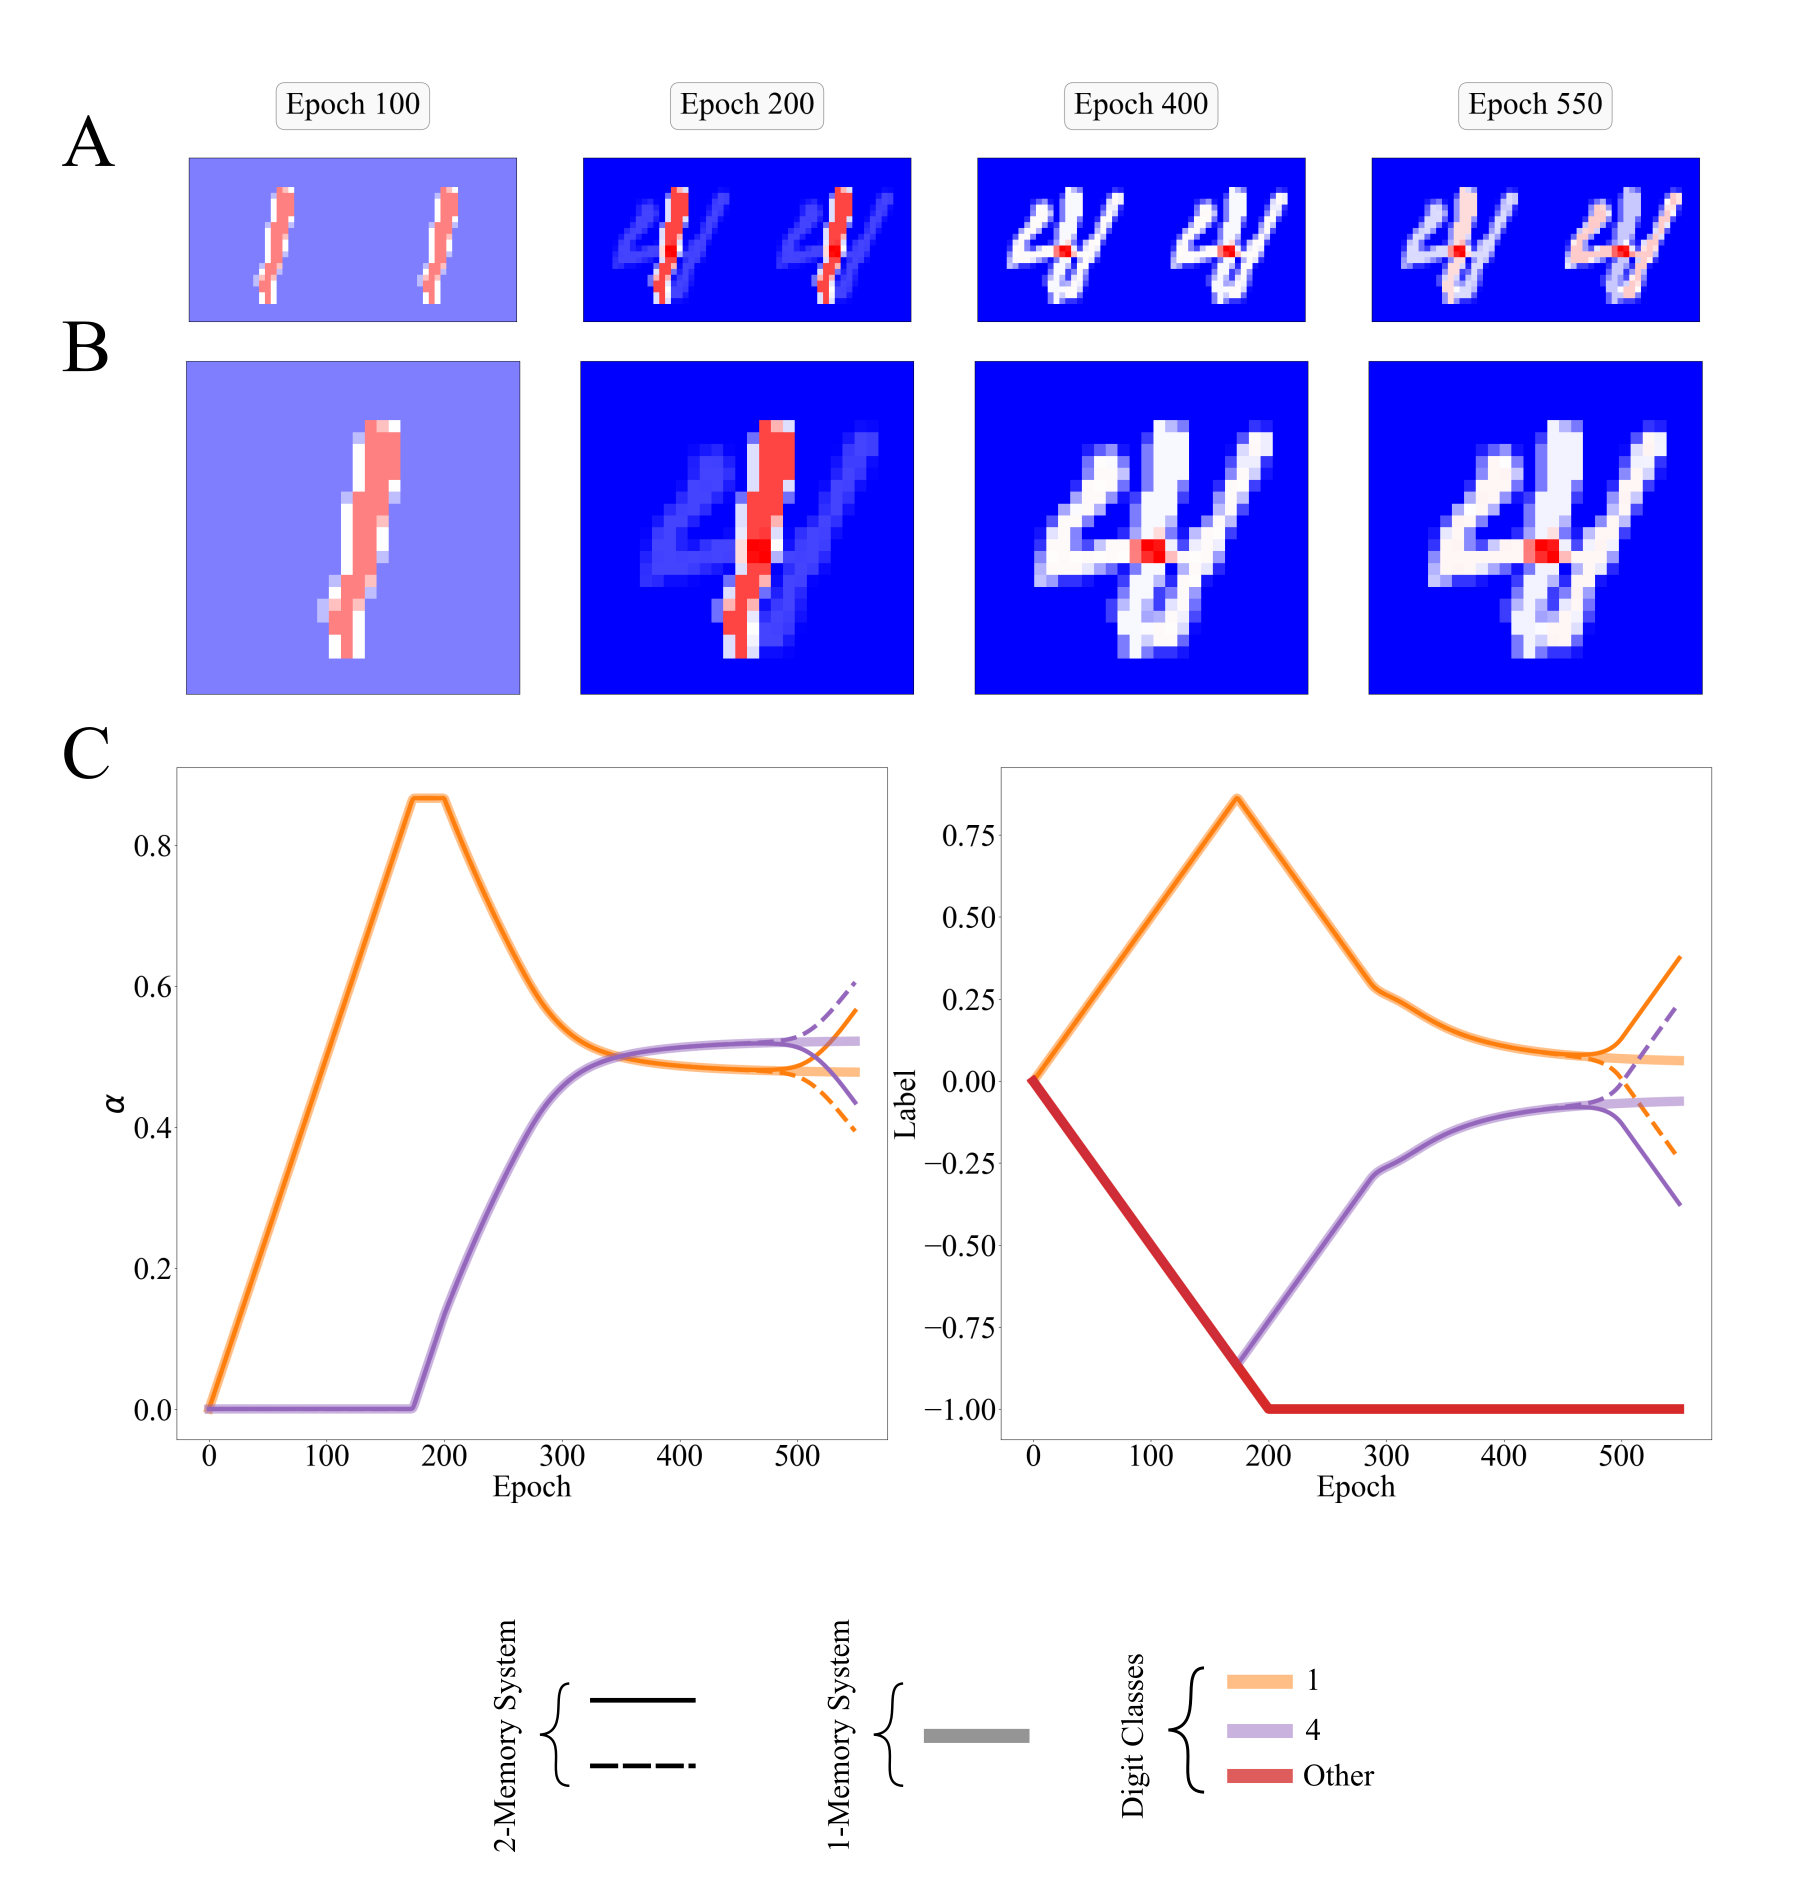 Epoch 100
Epoch 200
Epoch 400
Epoch 550
A
B
C
0.8
0.6
0.4
0.2
0.0
α
0
100
200
300
400
500
Epoch
0.75
0.50
0.25
0.00
−0.25
−0.50
−0.75
−1.00
Label
0
100
200
300
400
500
Epoch
2-Memory System
1-Memory System
Digit Classes
1
4
Other